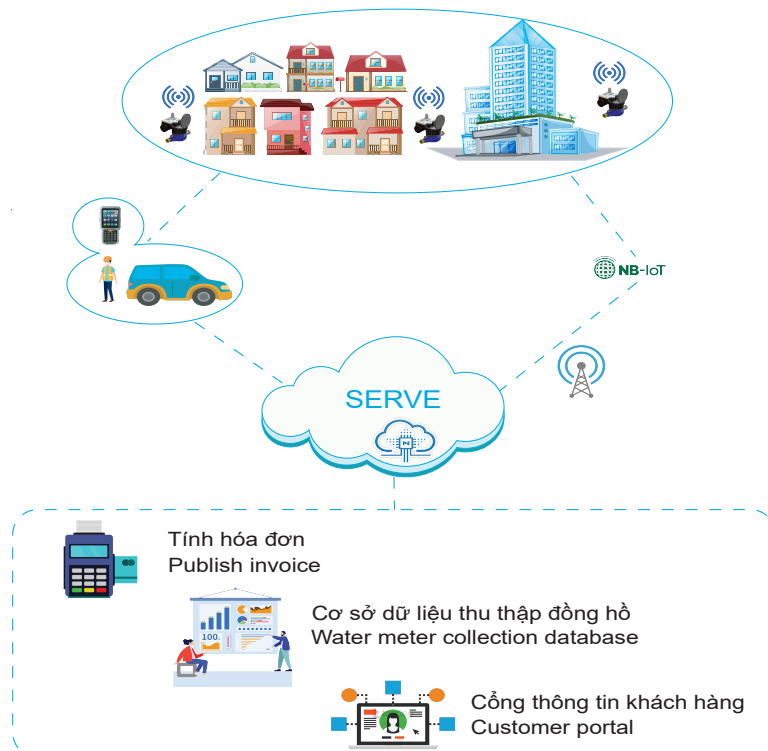 NB-IoT
SERVE
Tính hóa đơn
Publish invoice
100.
Cơ sở dữ liệu thu thập đồng hồ
Water meter collection database
Cổng thông tin khách hàng
Customer portal